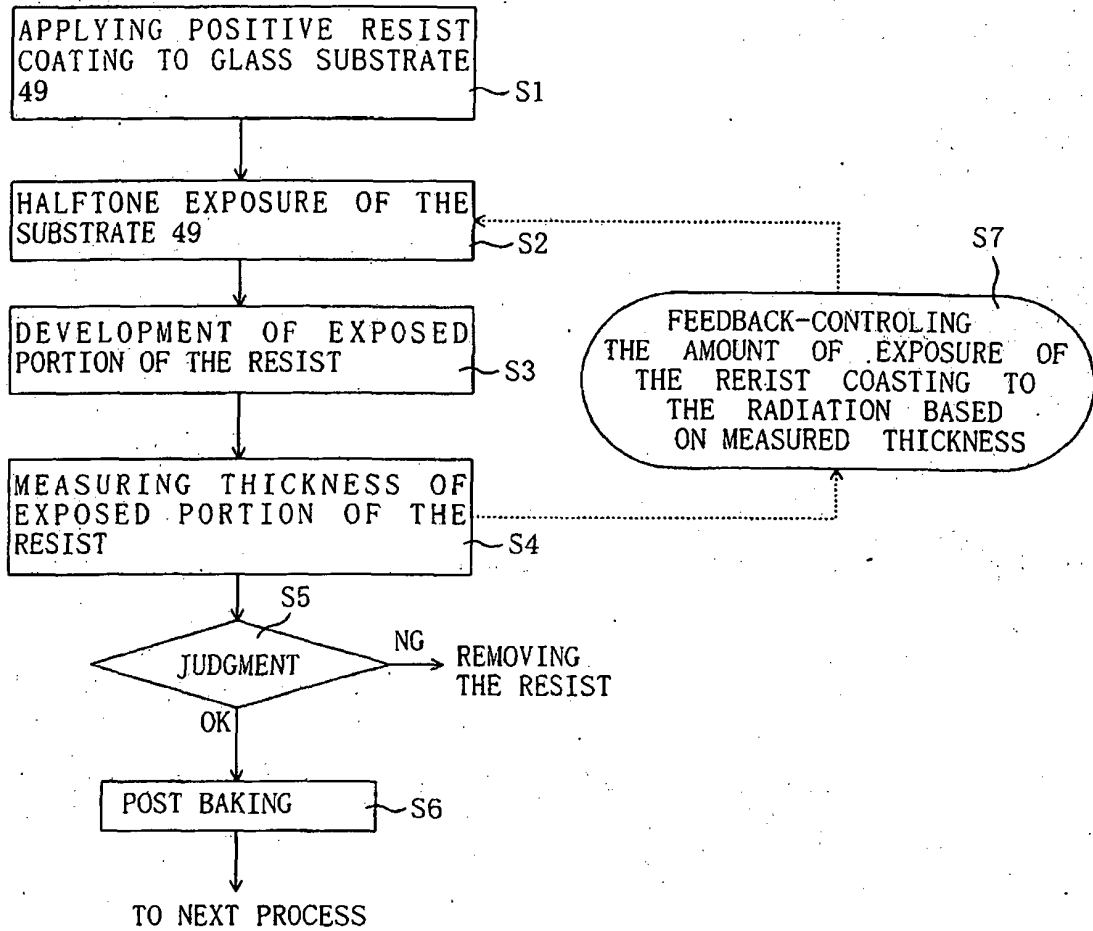 APPLYING POSITIVE RESIST
COATING TO GLASS SUBSTRATE
49
S1
HALFTONE EXPOSURE OF THE
SUBSTRATE 49
S2
DEVELOPMENT OF EXPOSED
PORTION OF THE RESIST
S3
MEASURING THICKNESS OF
EXPOSED PORTION OF THE
RESIST
S4
S7
FEEDBACK-CONTROLING
THE AMOUNT OF EXPOSURE OF
THE RERIST COASTING TO
THE RADIATION BASED
ON MEASURED THICKNESS
S5
JUDGMENT
NG
REMOVING
THE RESIST
OK
POST BAKING
S6
TO NEXT PROCESS